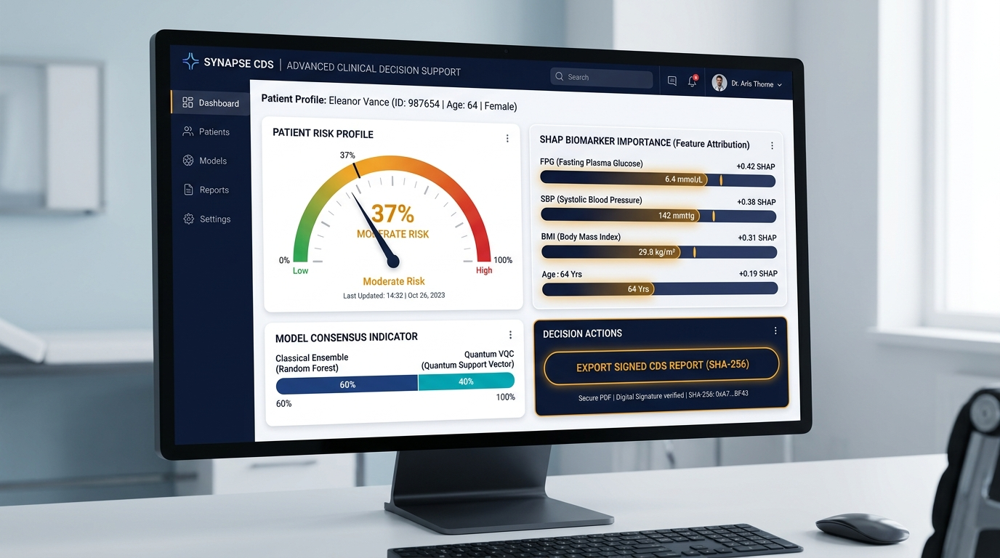 SYNAPSE CDS | ADVANCED CLINICAL DECISION SUPPORT
Search
9
Dr. Aris Theme
Dashboard
Patients
Models
Reports
Settings
Patient Profile: Eleanor Vance (ID: 987654 | Age: 64 | Female)
PATIENT RISK PROFILE
37%
37%
MODERATE RISK
0%
100%
Low
High
Moderate Risk
Last Updated: 14:32 | Oct 26, 2023
SHAP BIOMARKER IMPORTANCE (Feature Attribution)
FPG (Fasting Plasma Glucose)
+0.42 SHAP
6.4 mmol/L
SBP (Systolic Blood Pressure)
+0.38 SHAP
142 mmtlg
BMI (Body Mass Index)
+0.31 SHAP
29.8 kg/m²
Age : 64 Yrs
+0.19 SHAP
64 Yrs
MODEL CONSENSUS INDICATOR
Classical Ensemble
(Random Forest)
Quantum VQC
(Quantum Support Vector)
60%
40%
60%
100%
DECISION ACTIONS
EXPORT SIGNED CDS REPORT (SHA-256)
Secure PDF | Digital Signature verified | SHA-256: 0xA7...BF43